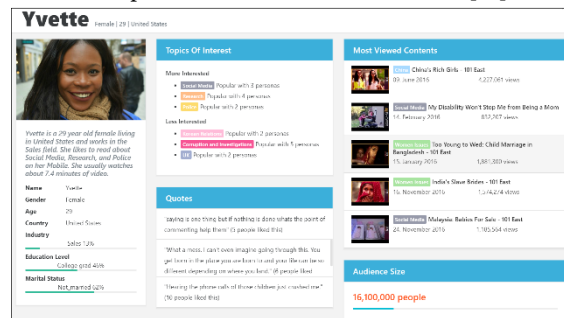 Yvette Female | 29 | United States
Yvette is a 29 year old female living
in United States and works in the
Sales field. She likes to read about
Social Media, Research, and Police
on her Mobile. She usually watches
about 7.4 minutes of video.
Name Yvette
Gender Female
Age 29
Country United States
Industry
Sales 13%
Education Level
College grad 46%
Marital Status
Not_married 62%
Topics Of Interest
More Interested
Social Media Popular with 3 personas
Research Popular with 4 personas
Police Popular with 2 personas
Less Interested
Popular with 2 personas
Corruption and Investigations Popular with 5 personas
UK Popular with 2 personas
Quotes
"saying is one thing but if nothing is done whats the point of
commenting help them" (5 people liked this)
"What a mess. I can't even imagine going through this. You
get born in the place you are born to and your life can be so
different depending on where you land." (6 people liked
"Hearing the phone calls of those children just crushed me."
(10 people liked this)
Most Viewed Contents
China China's Rich Girls - 101 East
09. June 2016 4,227,061 views
Social Media My Disability Won't Stop Me From Being a Mom
14. February 2016 832,207 views
Women Issues Too Young to Wed: Child Marriage in
Bangladesh - 101 East
15. January 2016 1,881,300 views
Women Issues India's Slave Brides - 101 East
16. November 2016 1,574,274 views
Social Media Malaysia: Babies For Sale - 101 East
24. November 2016 1,105,564 views
Audience Size
16,100,000 people